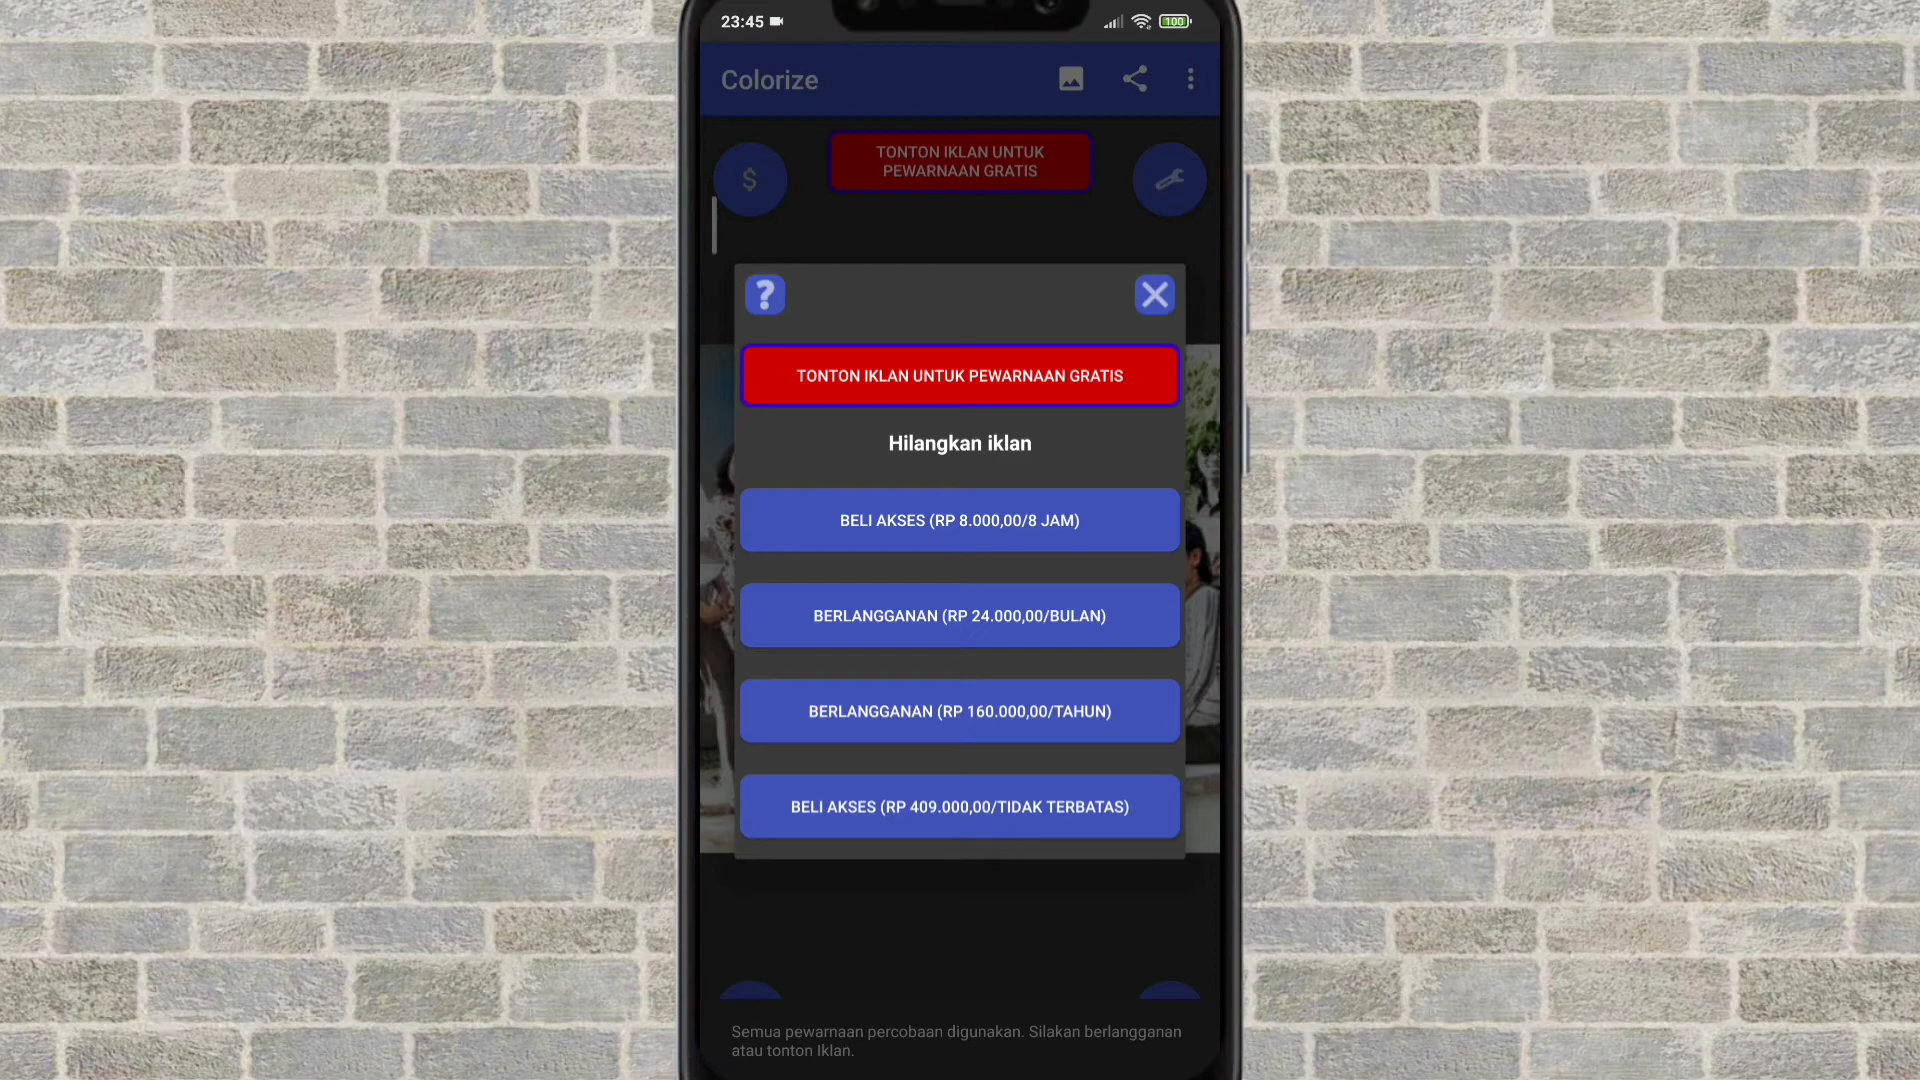 23:45
100
Colorize
TONTON IKLAN UNTUK
PEWARNAAN GRATIS
$
?
TONTON IKLAN UNTUK PEWARNAAN GRATIS
Hilangkan iklan
BELI AKSES (RP 8.000,00/8 JAM)
BERLANGGANAN (RP 24.000,00/BULAN)
BERLANGGANAN (RP 160.000,00/TAHUN)
BELI AKSES (RP 409.000,00/TIDAK TERBATAS)
Semua pewarnaan percobaan digunakan. Silakan berlangganan
atau tonton Iklan.